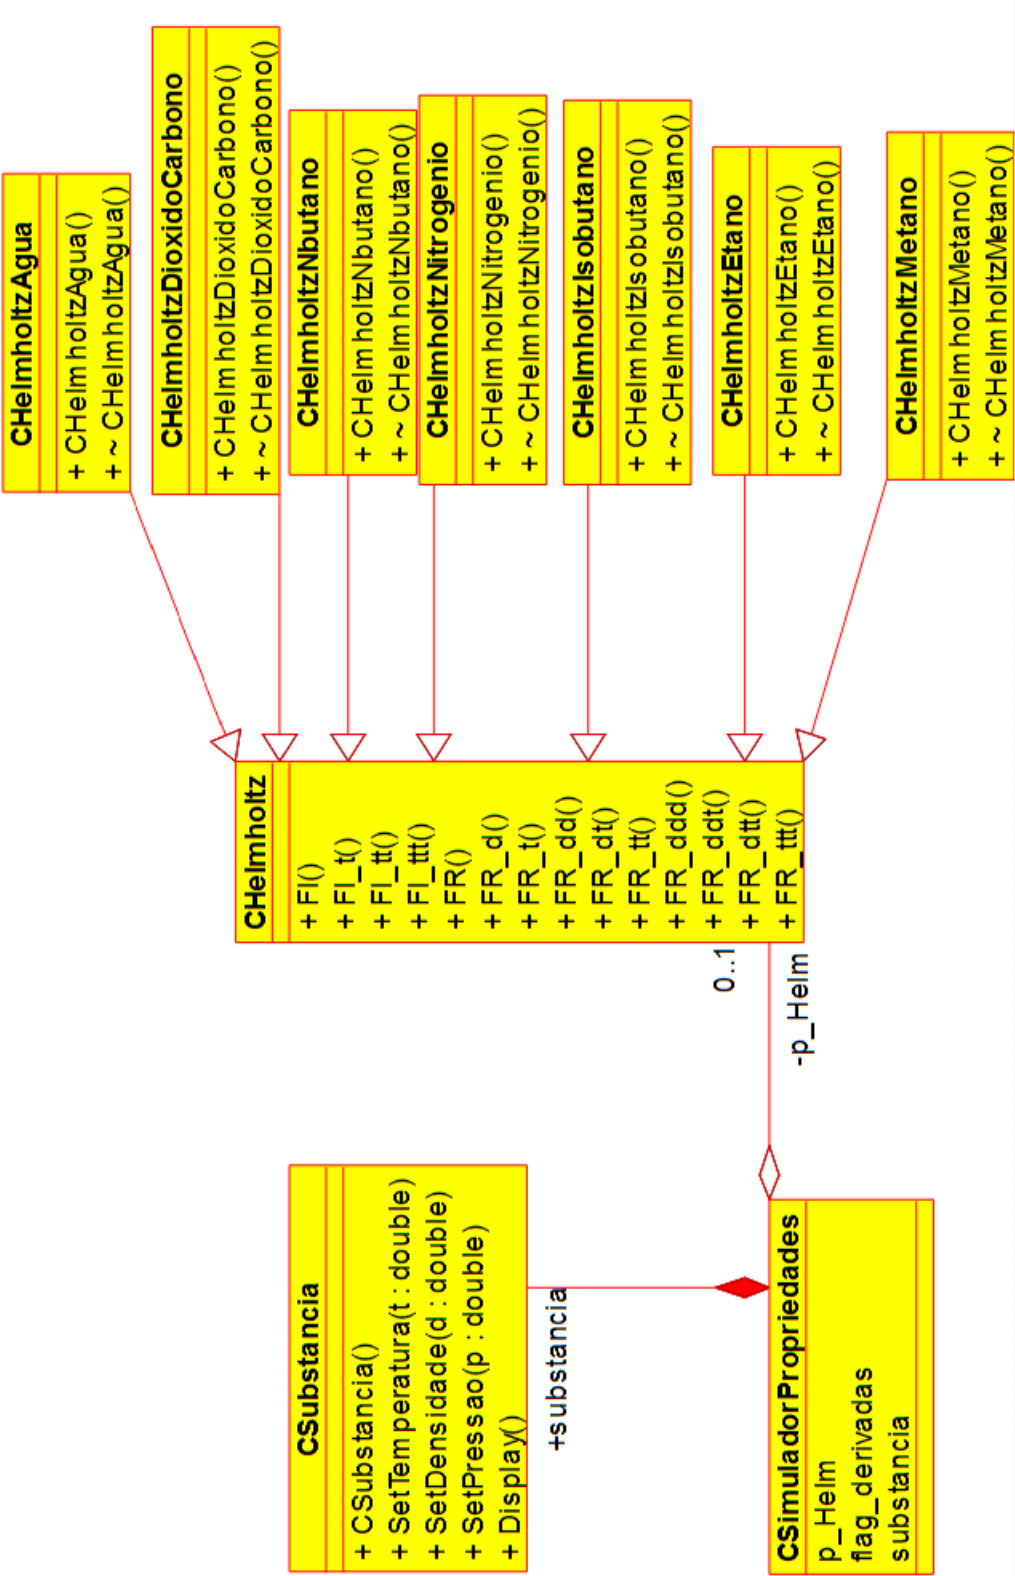 CHelmholtzAgua
+ CHelmholtzAgua()
+ ~ CHelmholtzAgua()
CHelmholtzDioxidoCarbono
+ CHelmholtzDioxidoCarbono()
+ ~ CHelmholtzDioxidoCarbono()
CHelmholtzNbutano
+ CHelmholtzNbutano()
+ ~ CHelmholtzNbutano()
CHelmholtzNitrogenio
+ CHelmholtzNitrogenio()
+ ~ CHelmholtzNitrogenio()
CHelmholtzIsobutano
+ CHelmholtzIsobutano()
+ ~ CHelmholtzIsobutano()
CHelmholtzEtano
+ CHelmholtzEtano()
+ ~ CHelmholtzEtano()
CHelmholtzMetano
+ CHelmholtzMetano()
+ ~ CHelmholtzMetano()
CHelmholtz
+ FI()
+ FI_t()
+ FI_tt()
+ FI_ttt()
+ FR()
+ FR_d()
+ FR_t()
+ FR_dd()
+ FR_dt()
+ FR_tt()
+ FR_ddd()
+ FR_ddt()
+ FR_dtt()
+ FR_ttt()
0..1
-p_Helm
CSubstancia
+ CSubstancia()
+ SetTemperatura(t : double)
+ SetDensidade(d : double)
+ SetPressao(p : double)
+ Display()
+substancia
CSimuladorPropriedades
p_Helm
flag_derivadas
substancia